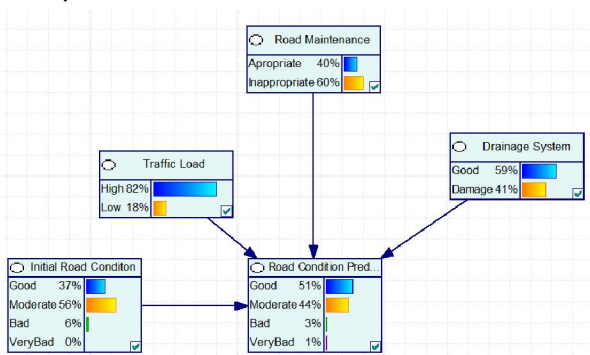 Road Maintenance
Apropriate 40%
Inappropriate 60%
Drainage System
Good 59%
Damage 41%
Traffic Load
High 82%
Low 18%
Initial Road Conditon
Good 37%
Moderate 56%
Bad 6%
VeryBad 0%
Road Condition Pred...
Good 51%
Moderate 44%
Bad 3%
VeryBad 1%